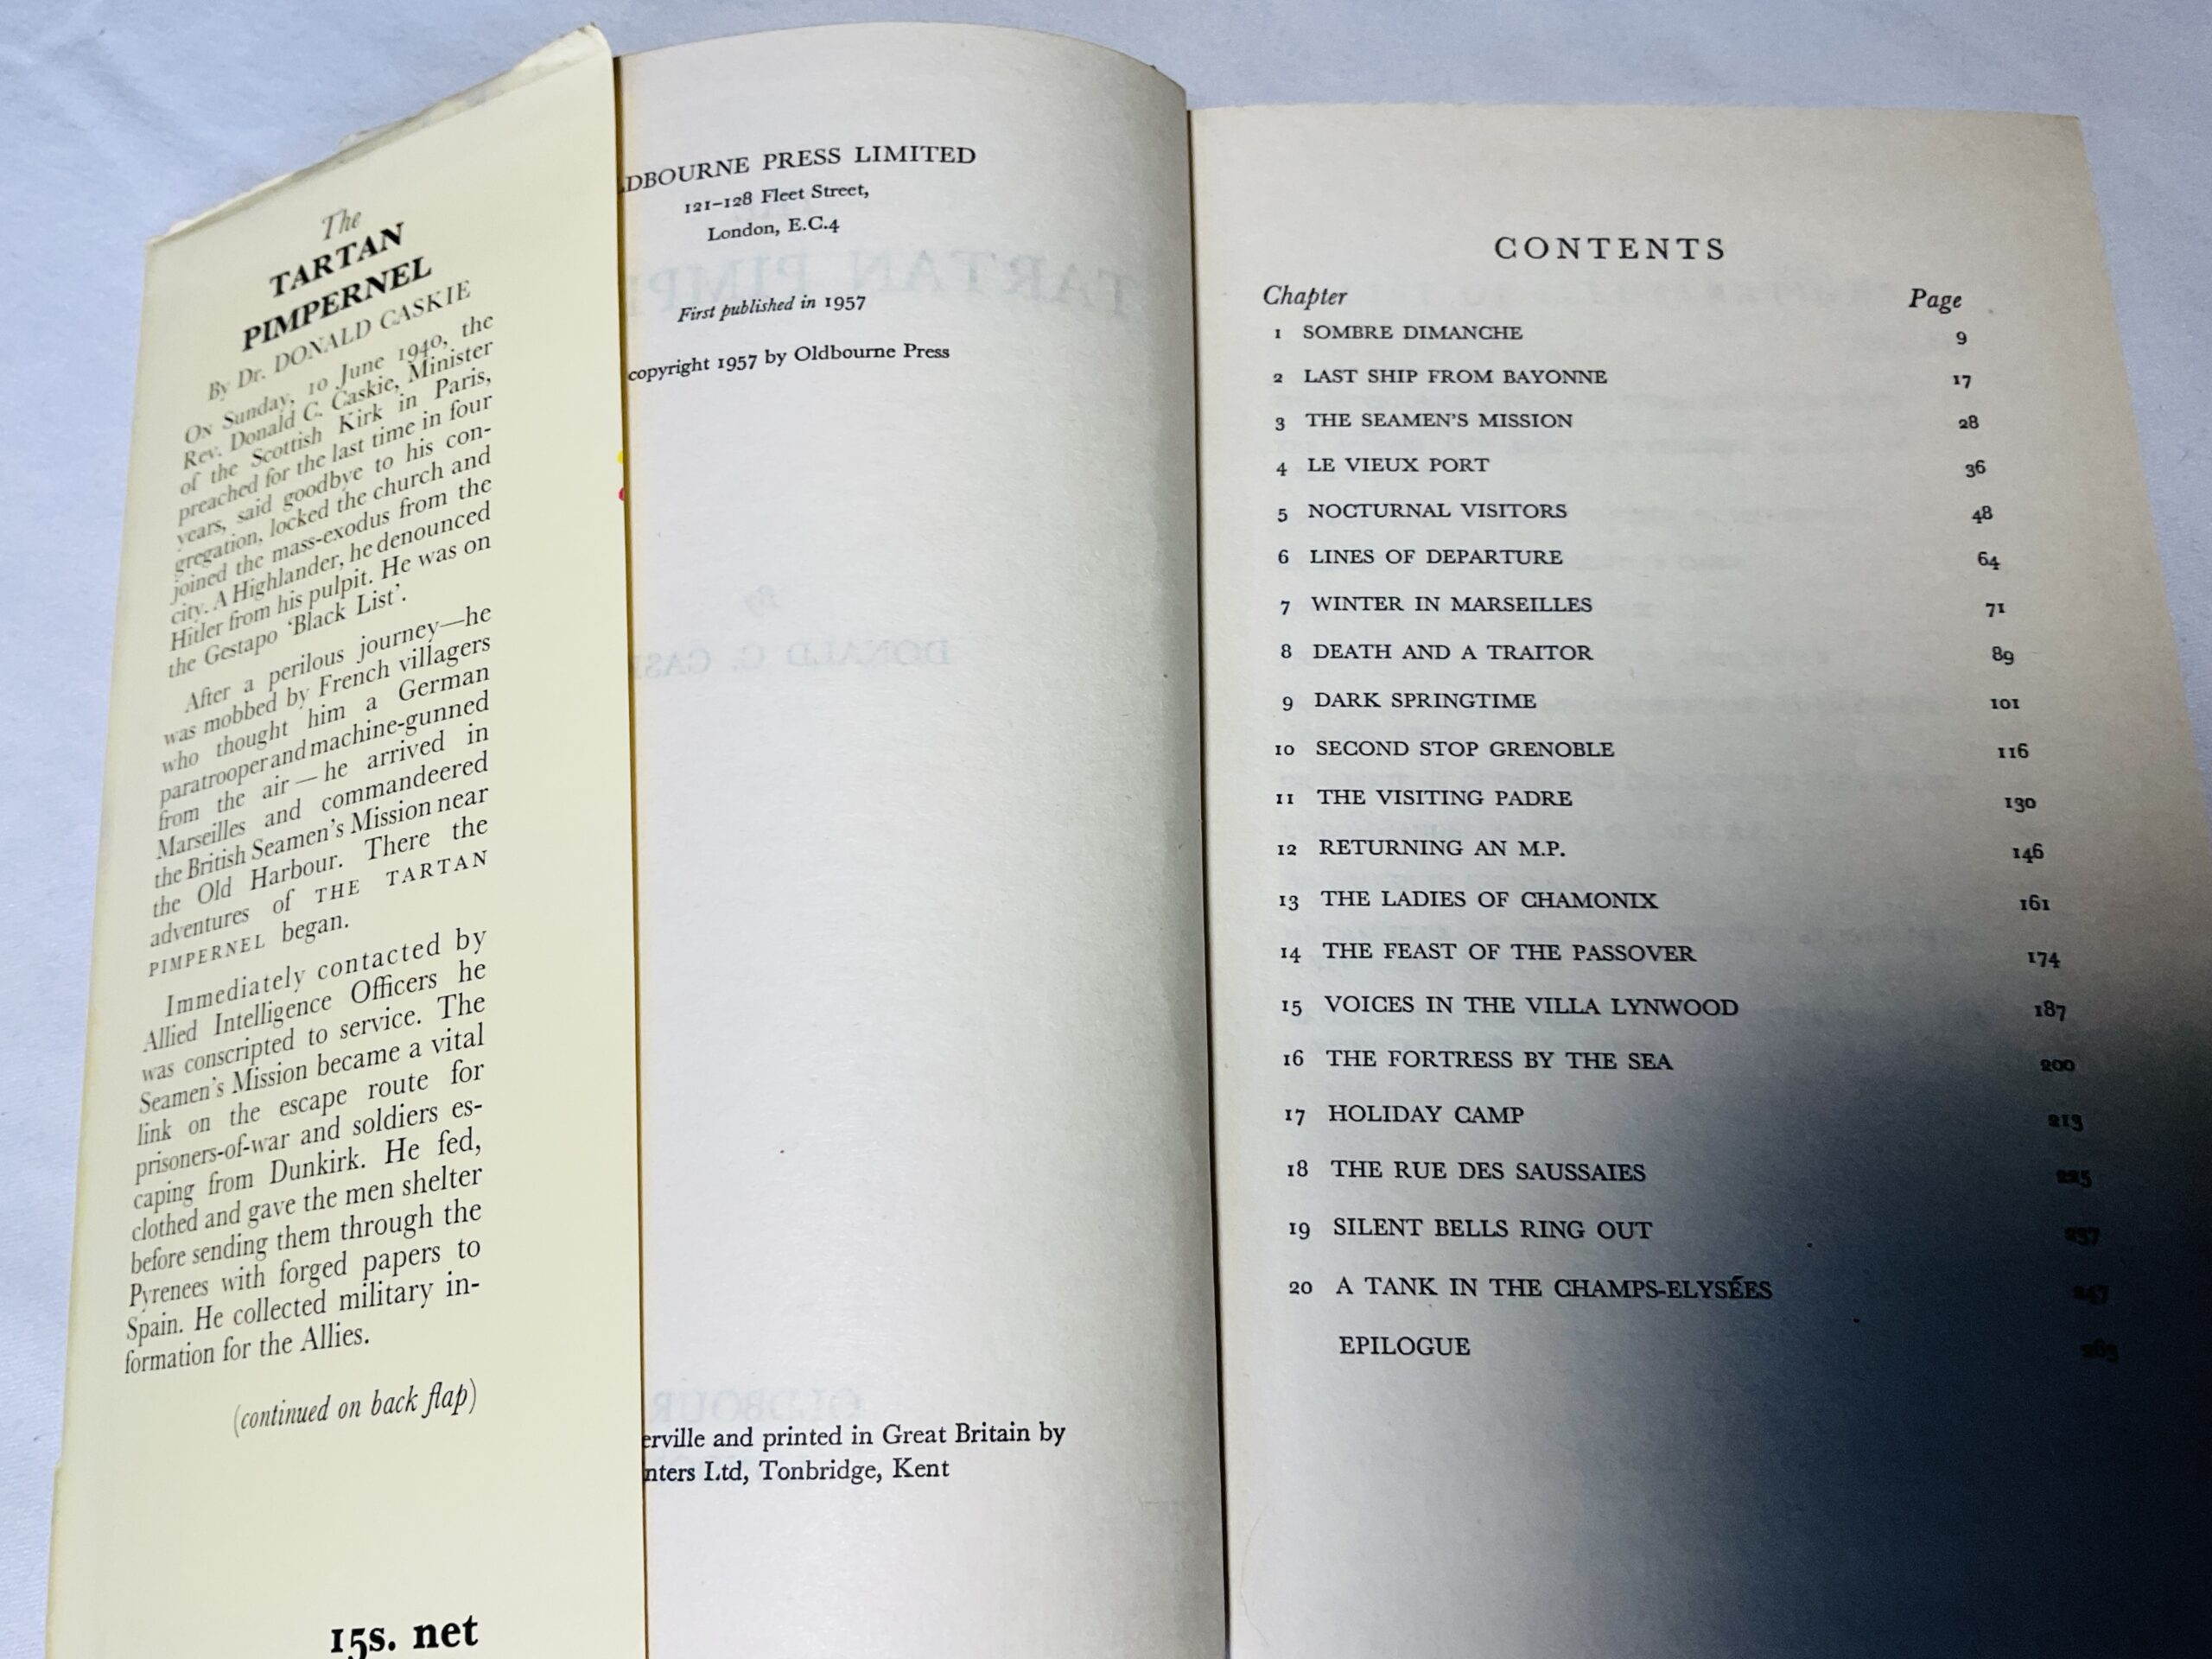 The
TARTAN
PIMPERNEL
By Dr. DONALD CASKIE
On Sunday, 10 June 1940, the
Rev. Donald C. Caskie, Minister
of the Scottish Kirk in Paris,
preached for the last time in four
years, said goodbye to his con-
gregation, locked the church and
joined the mass-exodus from the
city. A Highlander, he denounced
Hitler from his pulpit. He was on
the Gestapo 'Black List'.
After a perilous journey—he
was mobbed by French villagers
who thought him a German
paratrooper and machine-gunned
from the air — he arrived in
Marseilles and commandeered
the British Seamen's Mission near
the Old Harbour. There the
adventures of THE TARTAN
PIMPERNEL began.
Immediately contacted by
Allied Intelligence Officers he
was conscripted to service. The
Seamen's Mission became a vital
link on the escape route for
prisoners-of-war and soldiers es-
caping from Dunkirk. He fed,
clothed and gave the men shelter
before sending them through the
Pyrenees with forged papers to
Spain. He collected military in-
formation for the Allies.
(continued on back flap)
15s. net
LDBOURNE PRESS LIMITED
121–128 Fleet Street,
London, E.C.4
First published in 1957
copyright 1957 by Oldbourne Press
erville and printed in Great Britain by
nters Ltd, Tonbridge, Kent
CONTENTS
Chapter Page
1 SOMBRE DIMANCHE 9
2 LAST SHIP FROM BAYONNE 17
3 THE SEAMEN'S MISSION 28
4 LE VIEUX PORT 36
5 NOCTURNAL VISITORS 48
6 LINES OF DEPARTURE 64
7 WINTER IN MARSEILLES 71
8 DEATH AND A TRAITOR 89
9 DARK SPRINGTIME 101
10 SECOND STOP GRENOBLE 116
11 THE VISITING PADRE 130
12 RETURNING AN M.P. 146
13 THE LADIES OF CHAMONIX 161
14 THE FEAST OF THE PASSOVER 174
15 VOICES IN THE VILLA LYNWOOD 187
16 THE FORTRESS BY THE SEA 200
17 HOLIDAY CAMP 213
18 THE RUE DES SAUSSAIES 225
19 SILENT BELLS RING OUT 237
20 A TANK IN THE CHAMPS-ELYSÉES 247
EPILOGUE